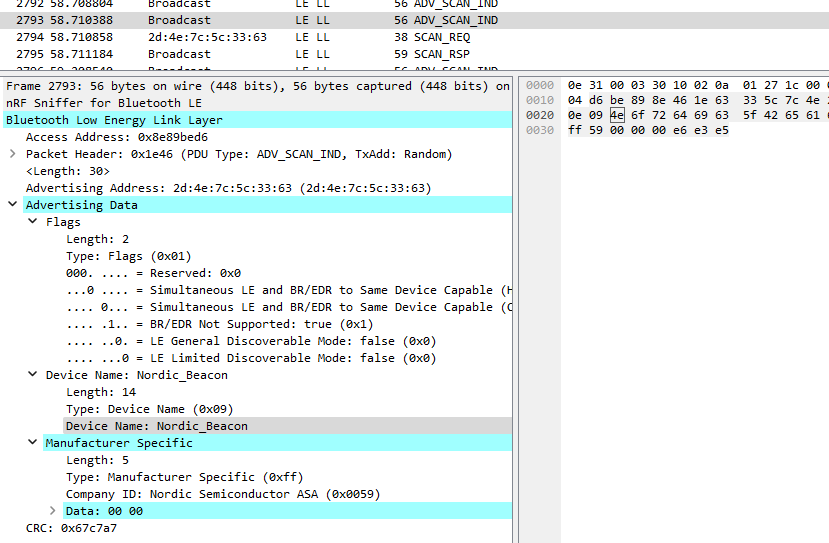 2792 58.708804 Broadcast LE LL 56 ADV_SCAN_IND
2793 58.710388 Broadcast LE LL 56 ADV_SCAN_IND
2794 58.710858 2d:4e:7c:5c:33:63 LE LL 38 SCAN_REQ
2795 58.711184 Broadcast LE LL 59 SCAN_RSP
Frame 2793: 56 bytes on wire (448 bits), 56 bytes captured (448 bits) on
nRF Sniffer for Bluetooth LE
Bluetooth Low Energy Link Layer
Access Address: 0x8e89bed6
Packet Header: 0x1e46 (PDU Type: ADV_SCAN_IND, TxAdd: Random)
<Length: 30>
Advertising Address: 2d:4e:7c:5c:33:63 (2d:4e:7c:5c:33:63)
Advertising Data
Flags
Length: 2
Type: Flags (0x01)
000. .... = Reserved: 0x0
...0 .... = Simultaneous LE and BR/EDR to Same Device Capable (H
.... 0... = Simultaneous LE and BR/EDR to Same Device Capable (C
.... .1.. = BR/EDR Not Supported: true (0x1)
.... ..0. = LE General Discoverable Mode: false (0x0)
.... ...0 = LE Limited Discoverable Mode: false (0x0)
Device Name: Nordic_Beacon
Length: 14
Type: Device Name (0x09)
Device Name: Nordic_Beacon
Manufacturer Specific
Length: 5
Type: Manufacturer Specific (0xff)
Company ID: Nordic Semiconductor ASA (0x0059)
Data: 00 00
CRC: 0x67c7a7
0000 0e 31 00 03 30 10 02 0a 01 27 1c 00
0010 04 d6 be 89 8e 46 1e 63 33 5c 7c 4e
0020 0e 09 4e 6f 72 64 69 63 5f 42 65 61
0030 ff 59 00 00 00 e6 e3 e5